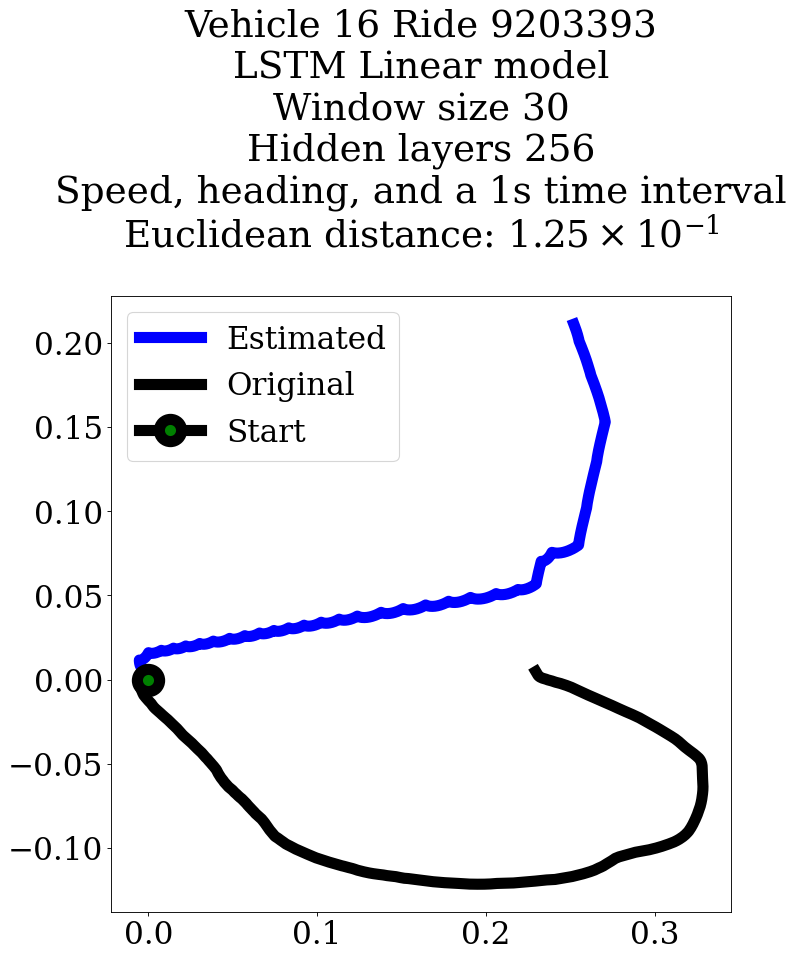 Vehicle 16 Ride 9203393
LSTM Linear model
Window size 30
Hidden layers 256
Speed, heading, and a 1s time interval
Euclidean distance: 1.25 × 10⁻¹
Estimated
Original
Start
0.20
0.15
0.10
0.05
0.00
−0.05
−0.10
0.0 0.1 0.2 0.3